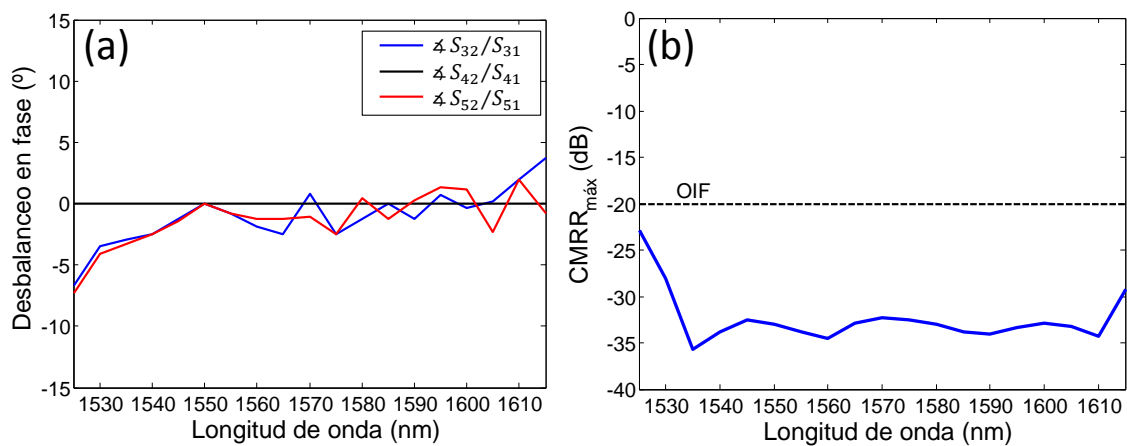 (a)
∡ S₃₂/S₃₁
∡ S₄₂/S₄₁
∡ S₅₂/S₅₁
Desbalanceo en fase (º)
15
10
5
0
-5
-10
-15
1530 1540 1550 1560 1570 1580 1590 1600 1610
Longitud de onda (nm)
(b)
OIF
CMRRmáx (dB)
0
-5
-10
-15
-20
-25
-30
-35
-40
1530 1540 1550 1560 1570 1580 1590 1600 1610
Longitud de onda (nm)